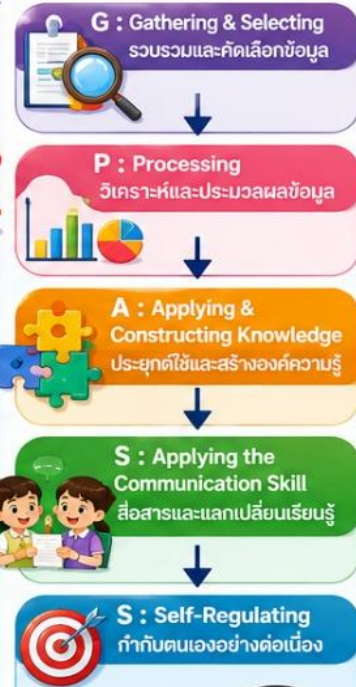 G : Gathering & Selecting
รวบรวมและคัดเลือกข้อมูล
P : Processing
วิเคราะห์และประมวลผลข้อมูล
A : Applying &
Constructing Knowledge
ประยุกต์ใช้และสร้างองค์ความรู้
S : Applying the
Communication Skill
สื่อสารและแลกเปลี่ยนเรียนรู้
S : Self-Regulating
กำกับตนเองอย่างต่อเนื่อง